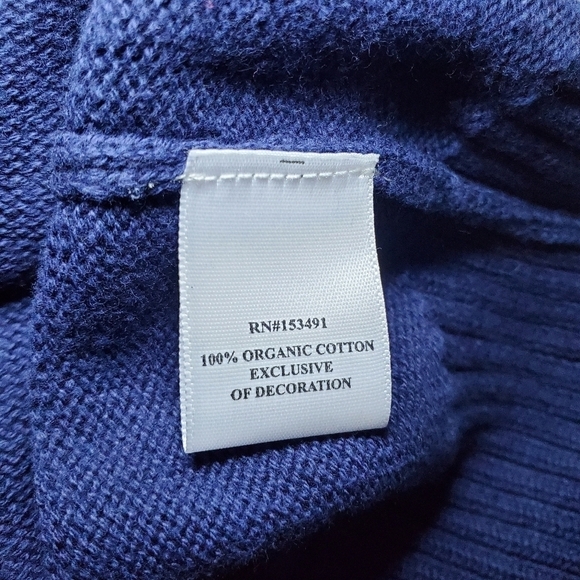 RN#153491
100% ORGANIC COTTON
EXCLUSIVE
OF DECORATION